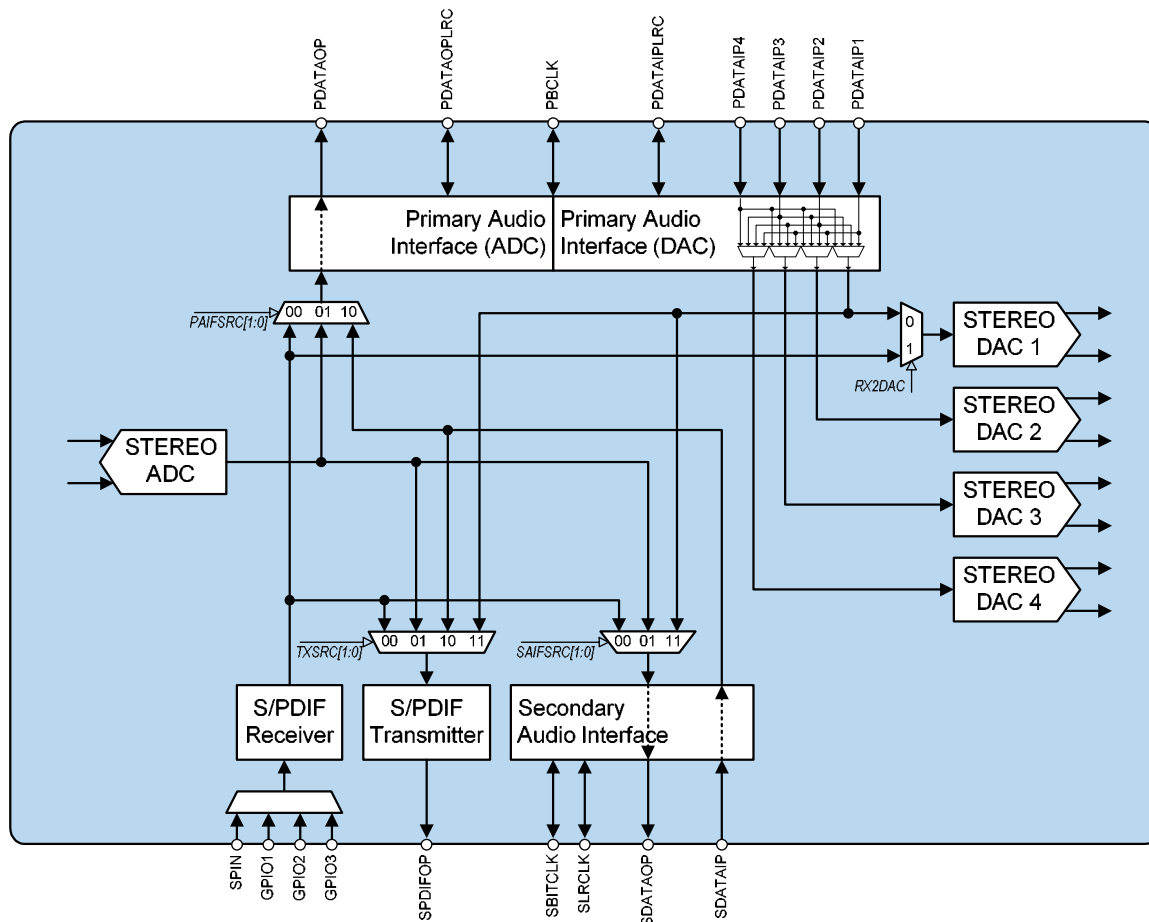 PDATAOP
PDATAOPLRC
PBCLK
PDATAIPLRC
PDATAIP4
PDATAIP3
PDATAIP2
PDATAIP1
Primary Audio
Interface (ADC)
Primary Audio
Interface (DAC)
PAIFSRC[1:0]
00 01 10
0
1
RX2DAC
STEREO
DAC 1
STEREO
DAC 2
STEREO
ADC
STEREO
DAC 3
STEREO
DAC 4
TXSRC[1:0]
00 01 10 11
SAIFSRC[1:0]
00 01 11
S/PDIF
Receiver
S/PDIF
Transmitter
Secondary
Audio Interface
SPIN
GPIO1
GPIO2
GPIO3
SPDIFOP
SBITCLK
SLRCLK
SDATAOP
SDATAIP